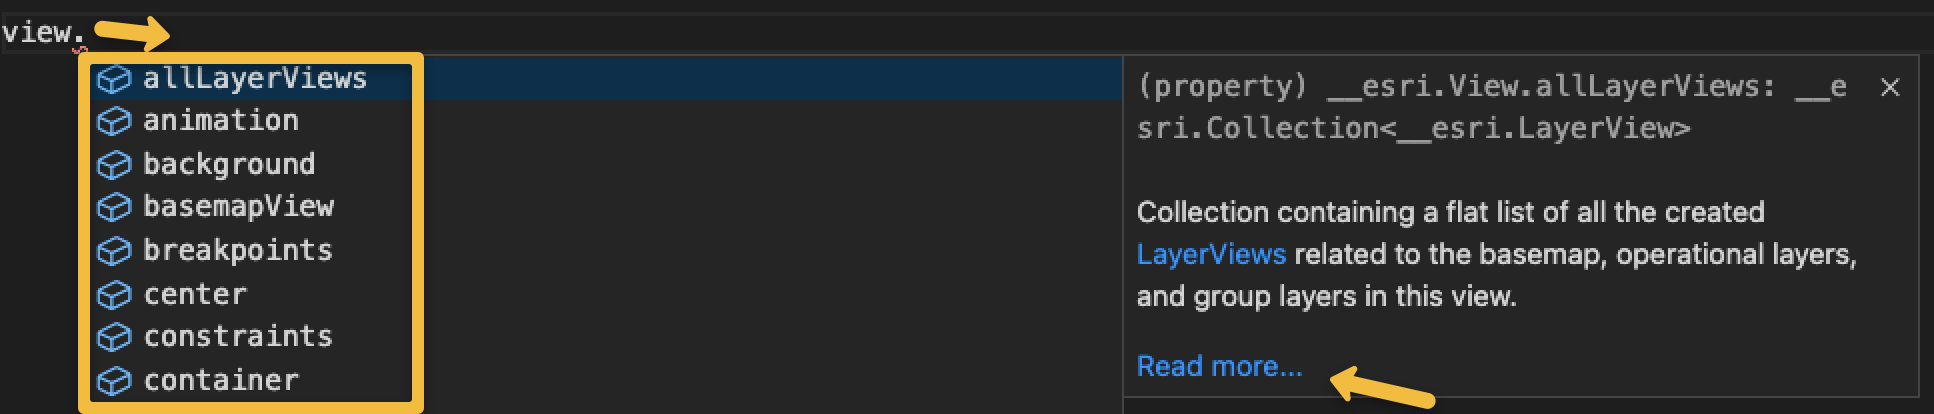 view.
allLayerViews
animation
background
basemapView
breakpoints
center
constraints
container
(property) __esri.View.allLayerViews: __e
sri.Collection<__esri.LayerView>
Collection containing a flat list of all the created
LayerViews related to the basemap, operational layers,
and group layers in this view.
Read more...